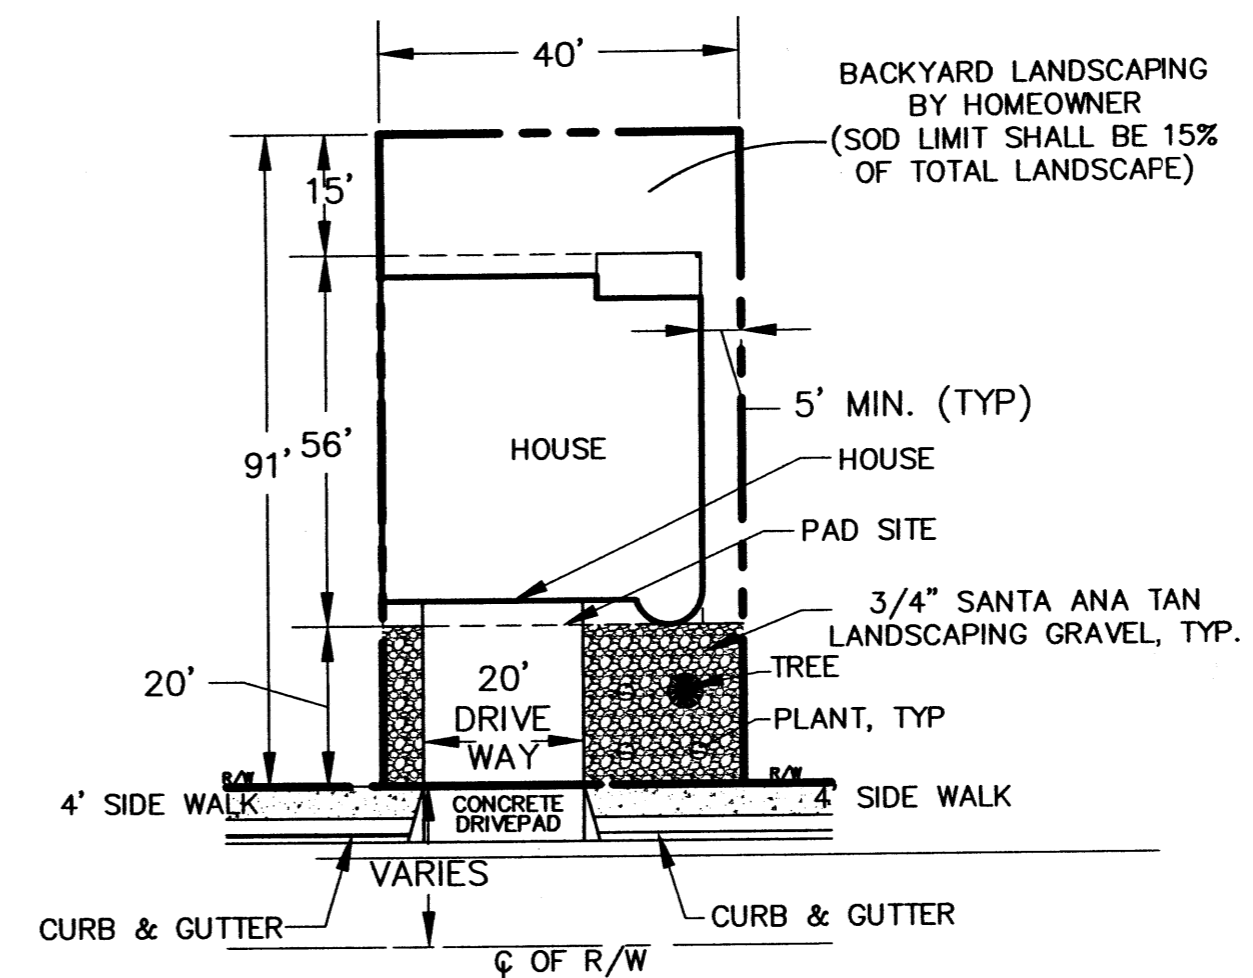 40'
BACKYARD LANDSCAPING
BY HOMEOWNER
(SOD LIMIT SHALL BE 15%
OF TOTAL LANDSCAPE)
15'
91'
56'
5' MIN. (TYP)
HOUSE
HOUSE
PAD SITE
3/4" SANTA ANA TAN
LANDSCAPING GRAVEL, TYP.
20'
20'
DRIVE
WAY
TREE
PLANT, TYP
S
S
S
R/W
R/W
4' SIDE WALK
CONCRETE
DRIVEPAD
4' SIDE WALK
VARIES
CURB & GUTTER
CURB & GUTTER
℄ OF R/W